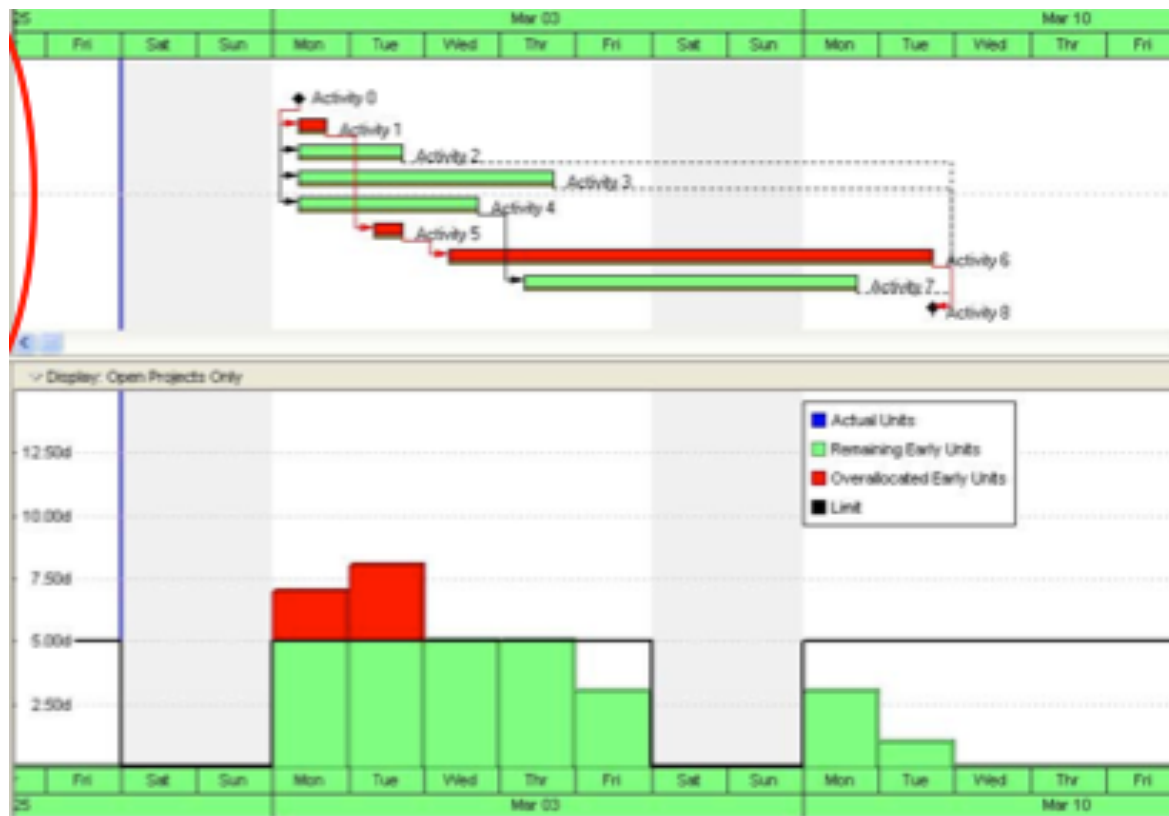 25 Mar 03 Mar 10
Fri Sat Sun Mon Tue Wed Thr Fri Sat Sun Mon Tue Wed Thr Fri
Activity 0
Activity 1
Activity 2
Activity 3
Activity 4
Activity 5
Activity 6
Activity 7
Activity 8
Display: Open Projects Only
Actual Units
Remaining Early Units
Overallocated Early Units
Limit
12.50d
10.00d
7.50d
5.00d
2.50d
Fri Sat Sun Mon Tue Wed Thr Fri Sat Sun Mon Tue Wed Thr Fri
25 Mar 03 Mar 10